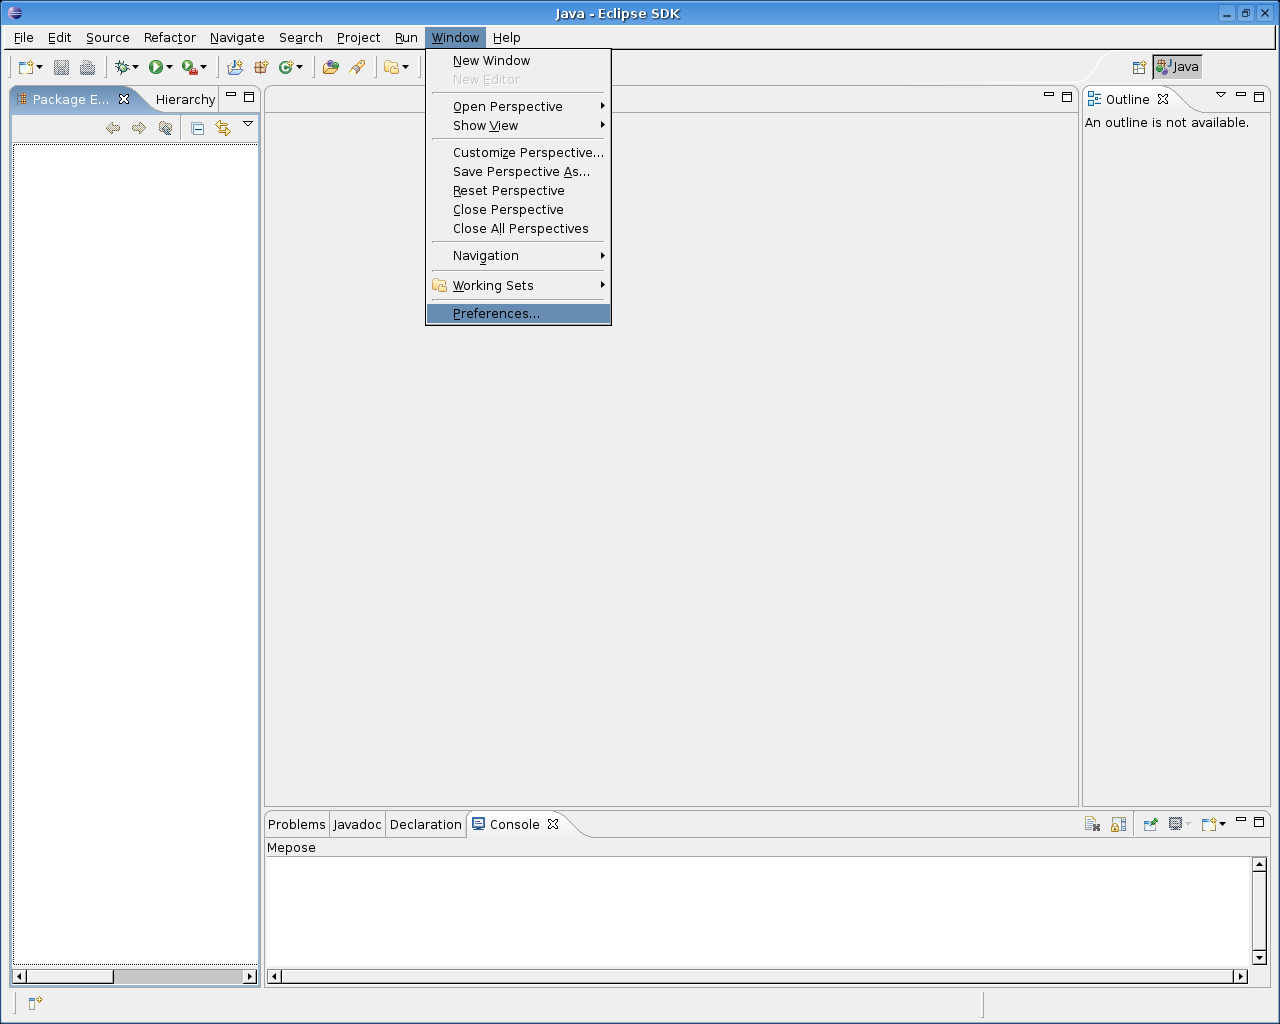 Java - Eclipse SDK
File Edit Source Refactor Navigate Search Project Run Window Help
New Window
New Editor
Open Perspective
Show View
Customize Perspective...
Save Perspective As...
Reset Perspective
Close Perspective
Close All Perspectives
Navigation
Working Sets
Preferences...
Java
Package E... Hierarchy
Outline
An outline is not available.
Problems Javadoc Declaration Console
Mepose